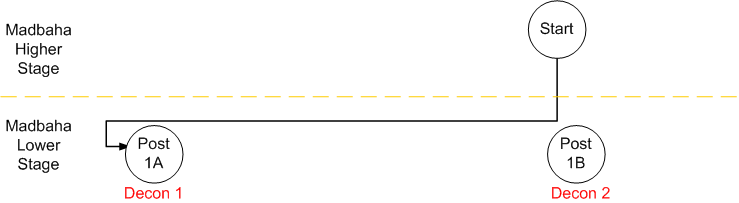 Madbaha
Higher
Stage
Start
Madbaha
Lower
Stage
Post
1A
Decon 1
Post
1B
Decon 2